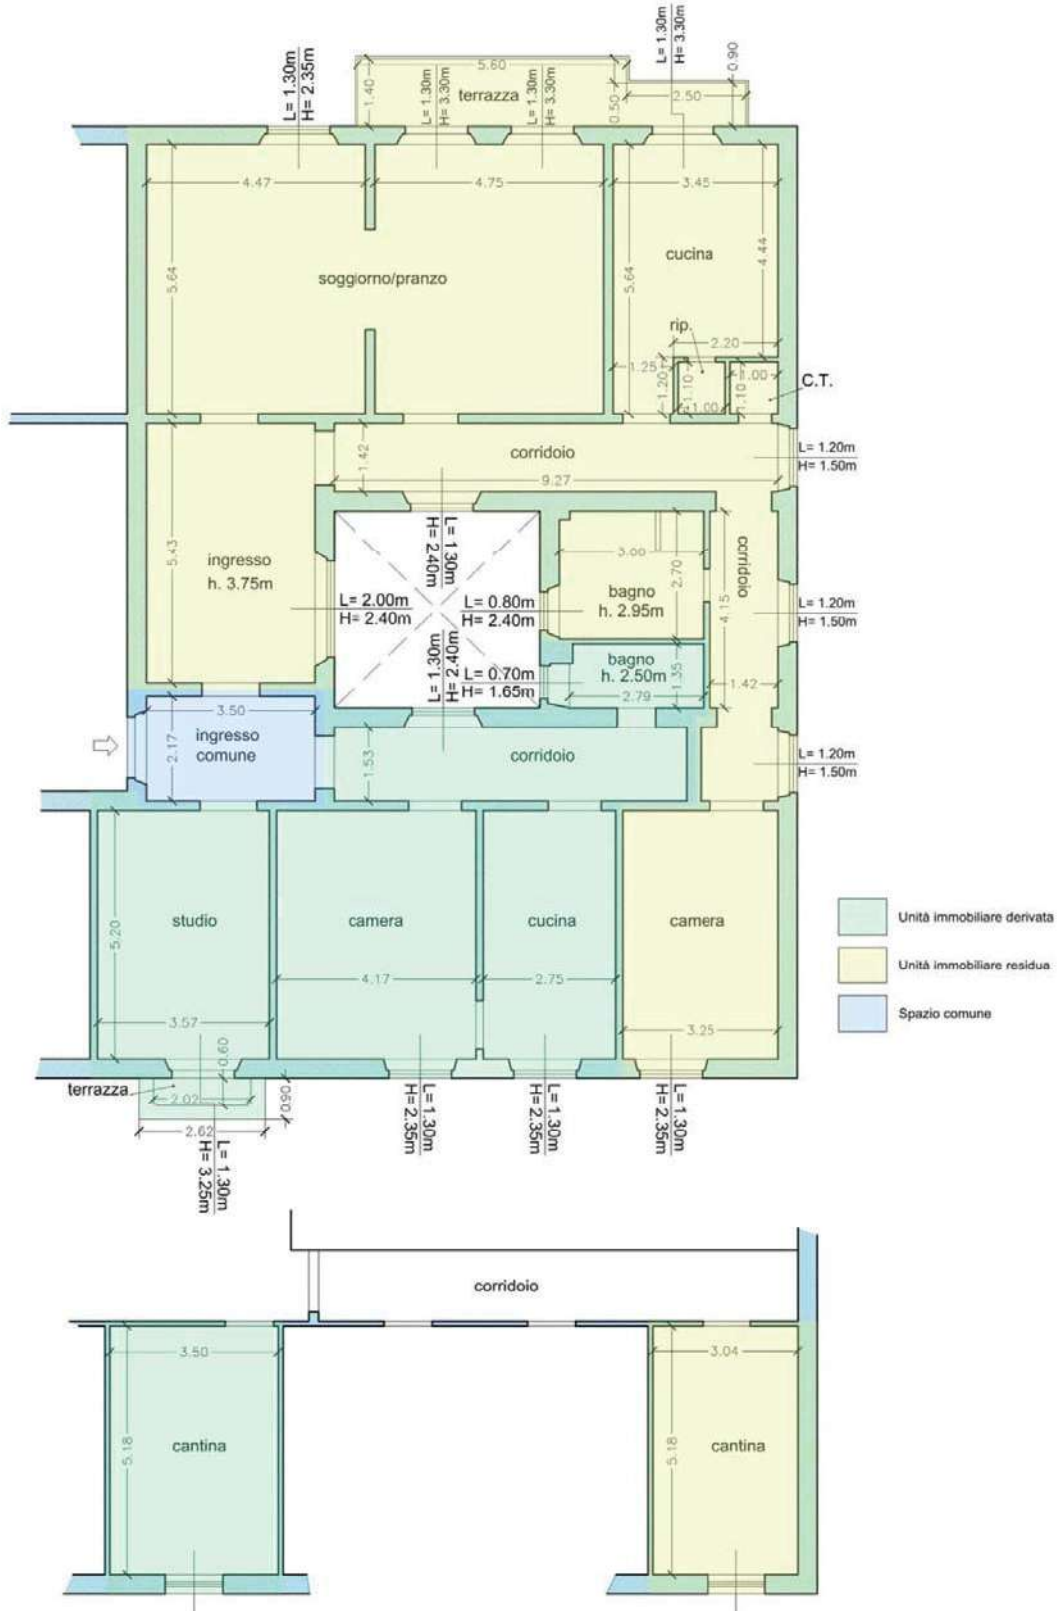 L= 1.30m
H= 2.35m
5.60
1.40
terrazza
L= 1.30m
H= 3.30m
L= 1.30m
H= 3.30m
0.50
L= 1.30m
H= 3.30m
0.90
2.50
4.47
4.75
3.45
5.64
soggiorno/pranzo
5.64
cucina
4.44
rip.
2.20
1.25
1.20
1.10
1.00
1.10
1.00
C.T.
1.42
corridoio
9.27
L= 1.20m
H= 1.50m
5.43
ingresso
h. 3.75m
L= 1.30m
H= 2.40m
L= 2.00m
H= 2.40m
L= 0.80m
H= 2.40m
3.00
2.70
bagno
h. 2.95m
corridoio
4.15
L= 1.20m
H= 1.50m
L= 1.30m
H= 2.40m
L= 0.70m
H= 1.65m
bagno
h. 2.50m
1.35
2.79
1.42
3.50
2.17
ingresso
comune
1.53
corridoio
L= 1.20m
H= 1.50m
5.20
studio
camera
cucina
camera
3.57
4.17
2.75
3.25
Unità immobiliare derivata
Unità immobiliare residua
Spazio comune
0.60
terrazza
2.02
0.90
2.62
L= 1.30m
H= 3.25m
L= 1.30m
H= 2.35m
L= 1.30m
H= 2.35m
L= 1.30m
H= 2.35m
corridoio
3.50
3.04
5.18
cantina
5.18
cantina